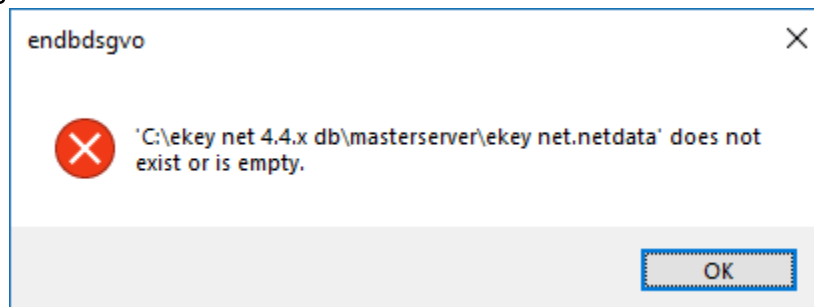 endbdsgvo
'C:\ekey net 4.4.x db\masterserver\ekey net.netdata' does not
exist or is empty.
OK